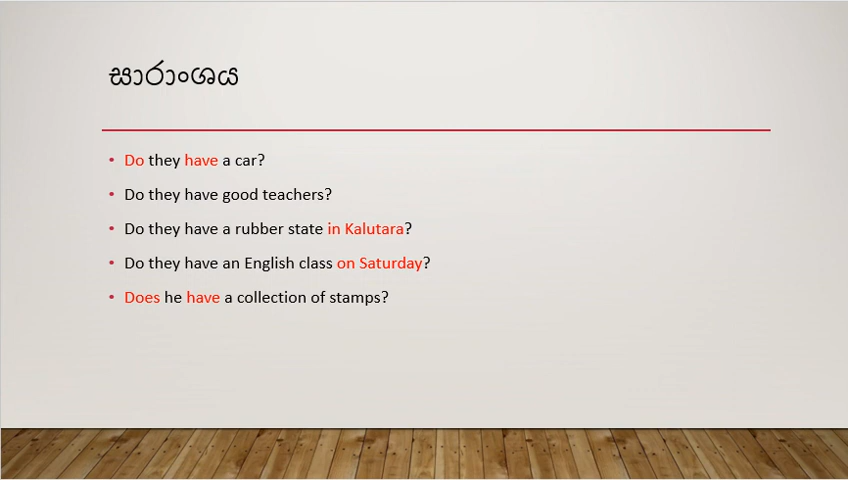 සාරාංශය
• Do they have a car?
• Do they have good teachers?
• Do they have a rubber state in Kalutara?
• Do they have an English class on Saturday?
• Does he have a collection of stamps?